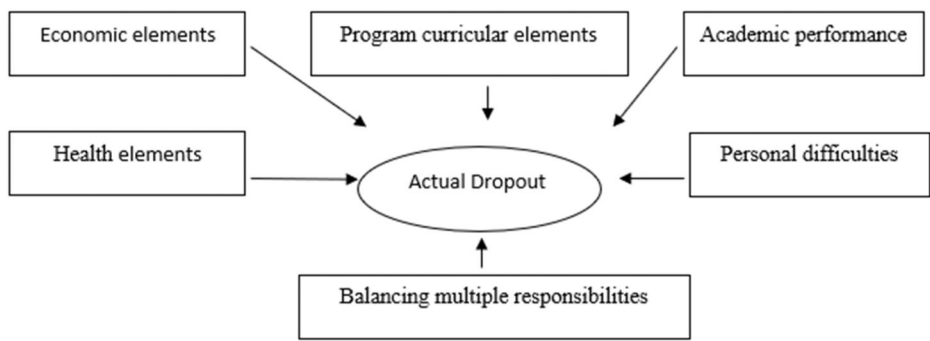 Economic elements
Program curricular elements
Academic performance
Health elements
Actual Dropout
Personal difficulties
Balancing multiple responsibilities